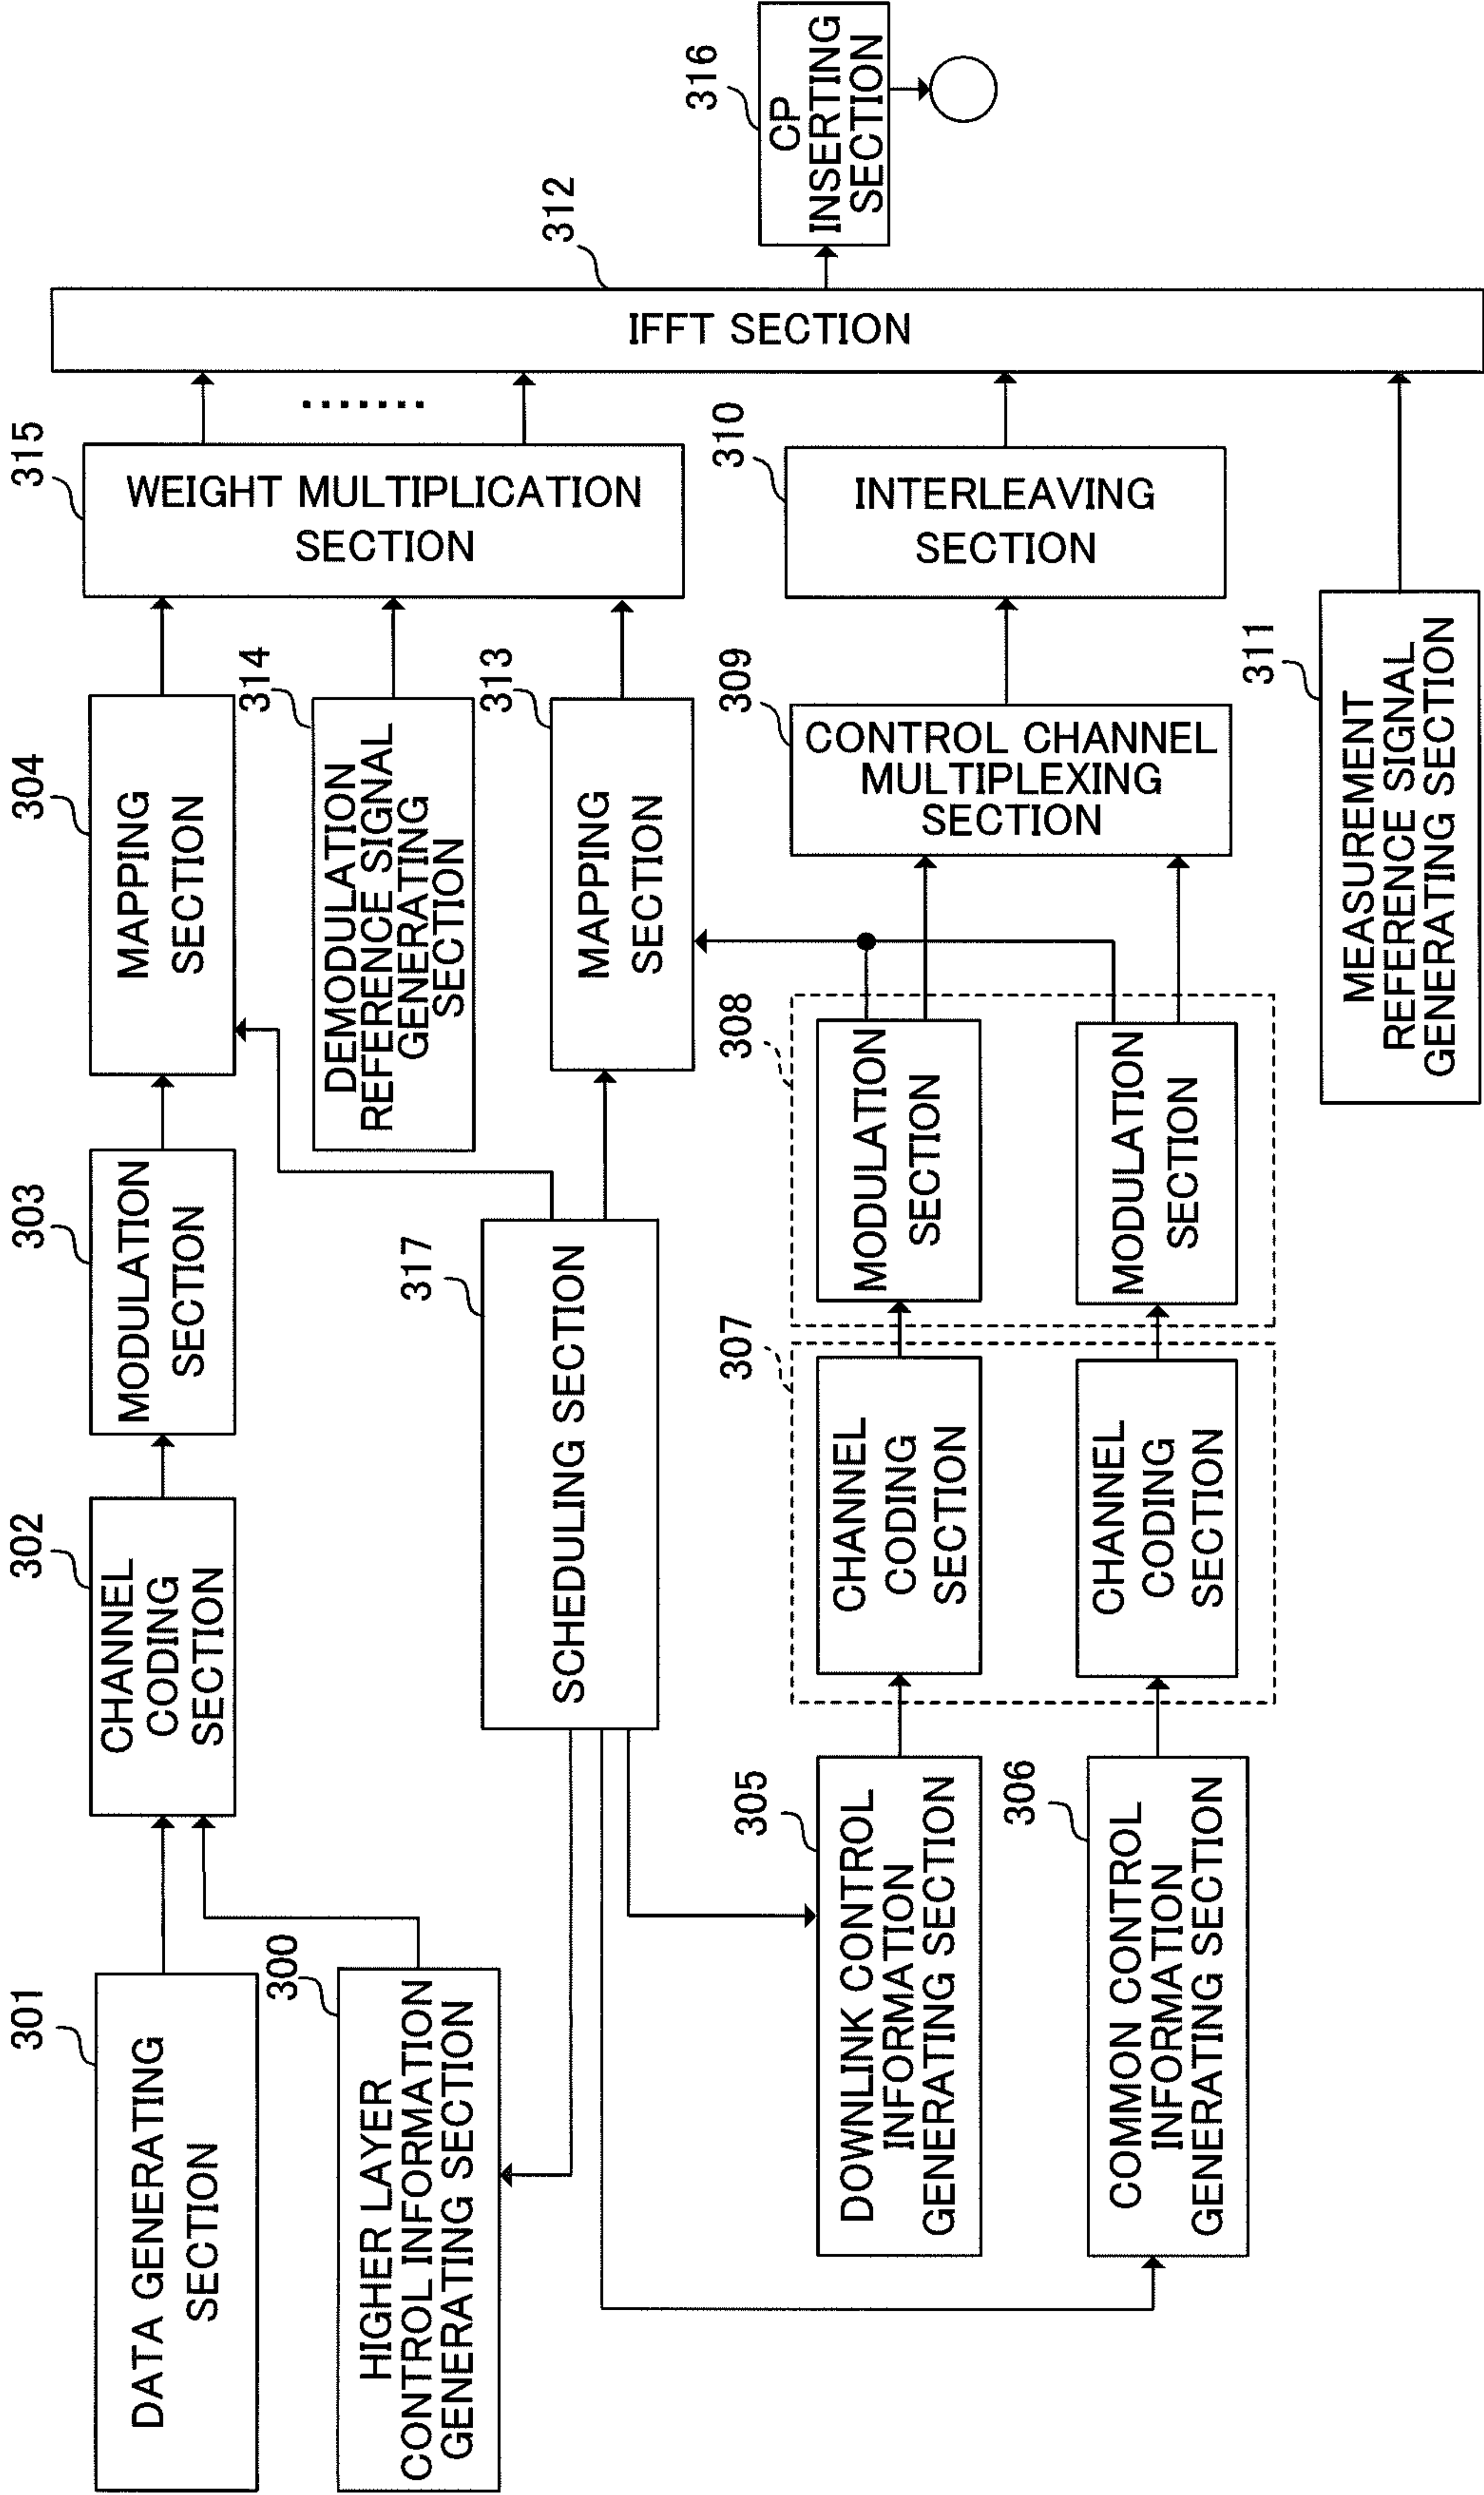 301
DATA GENERATING
SECTION
302
CHANNEL
CODING
SECTION
303
MODULATION
SECTION
304
MAPPING
SECTION
315
WEIGHT MULTIPLICATION
SECTION
·······
312
IFFT SECTION
316
CP
INSERTING
SECTION
300
HIGHER LAYER
CONTROL INFORMATION
GENERATING SECTION
317
SCHEDULING SECTION
314
DEMODULATION
REFERENCE SIGNAL
GENERATING
SECTION
313
MAPPING
SECTION
305
DOWNLINK CONTROL
INFORMATION
GENERATING SECTION
307
CHANNEL
CODING
SECTION
308
MODULATION
SECTION
309
CONTROL CHANNEL
MULTIPLEXING
SECTION
310
INTERLEAVING
SECTION
306
COMMON CONTROL
INFORMATION
GENERATING SECTION
CHANNEL
CODING
SECTION
MODULATION
SECTION
311
MEASUREMENT
REFERENCE SIGNAL
GENERATING SECTION